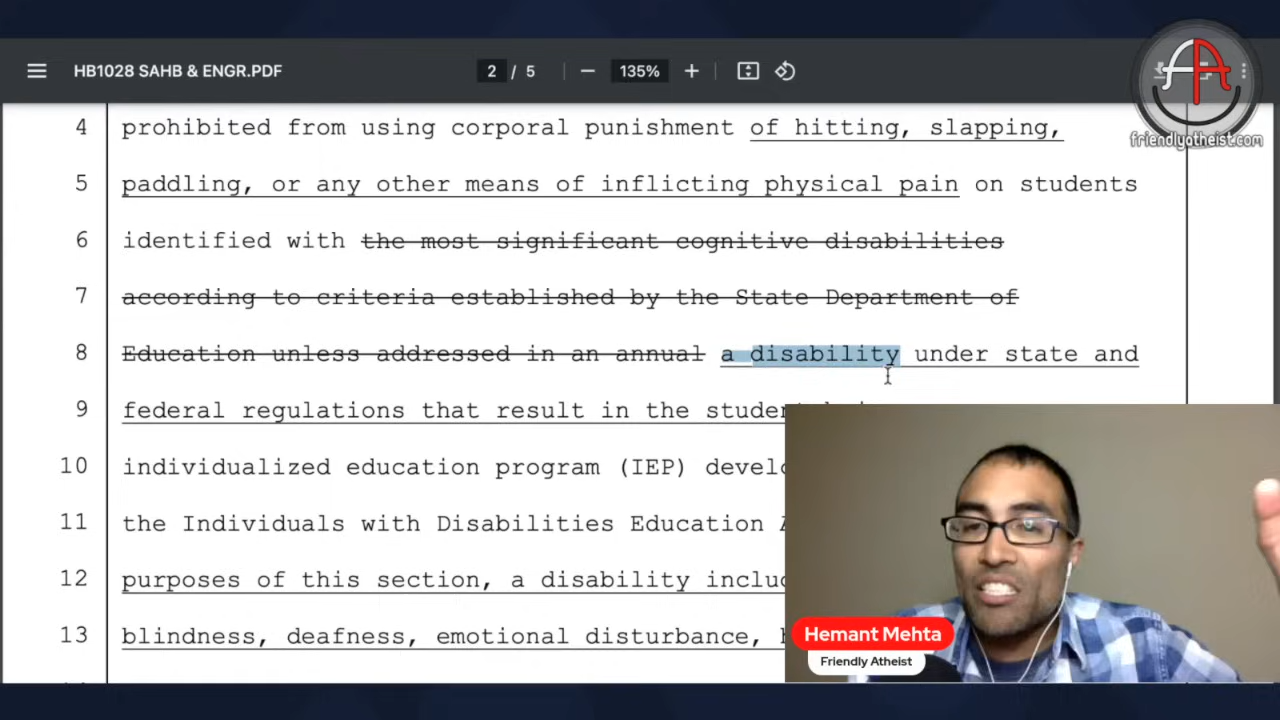 HB1028 SAHB & ENGR.PDF
2 / 5
135%
friendlyatheist.com
4 prohibited from using corporal punishment of hitting, slapping,
5 paddling, or any other means of inflicting physical pain on students
6 identified with the most significant cognitive disabilities
7 according to criteria established by the State Department of
8 Education unless addressed in an annual a disability under state and
9 federal regulations that result in the student
10 individualized education program (IEP)
11 the Individuals with Disabilities Education
12 purposes of this section, a disability
13 blindness, deafness, emotional disturbance,
Hemant Mehta
Friendly Atheist